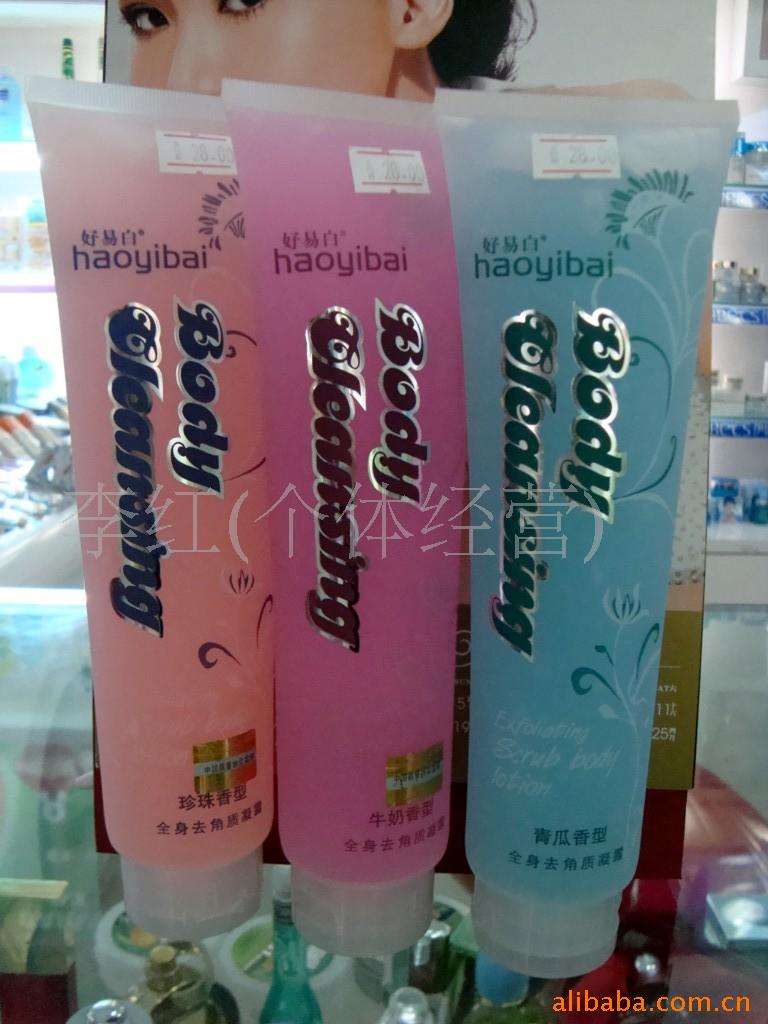 ¥ 28.00
好易白®
haoyibai
Body
Cleansing
珍珠香型
全身去角质凝露
¥ 28.00
好易白®
haoyibai
Body
Cleansing
牛奶香型
全身去角质凝露
¥ 28.00
好易白®
haoyibai
Body
Cleansing
Exfoliating
Scrub body
lotion
青瓜香型
全身去角质凝露
李红(个体经营)
alibaba.com.cn